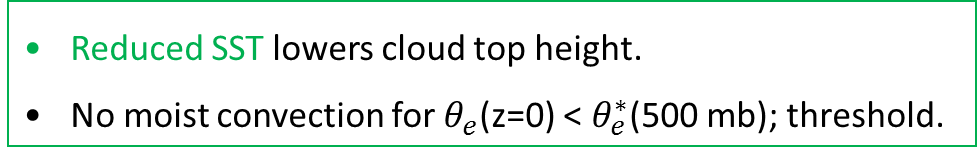 • Reduced SST lowers cloud top height.
• No moist convection for 𝜃ₑ(z=0) < 𝜃ₑ*(500 mb); threshold.